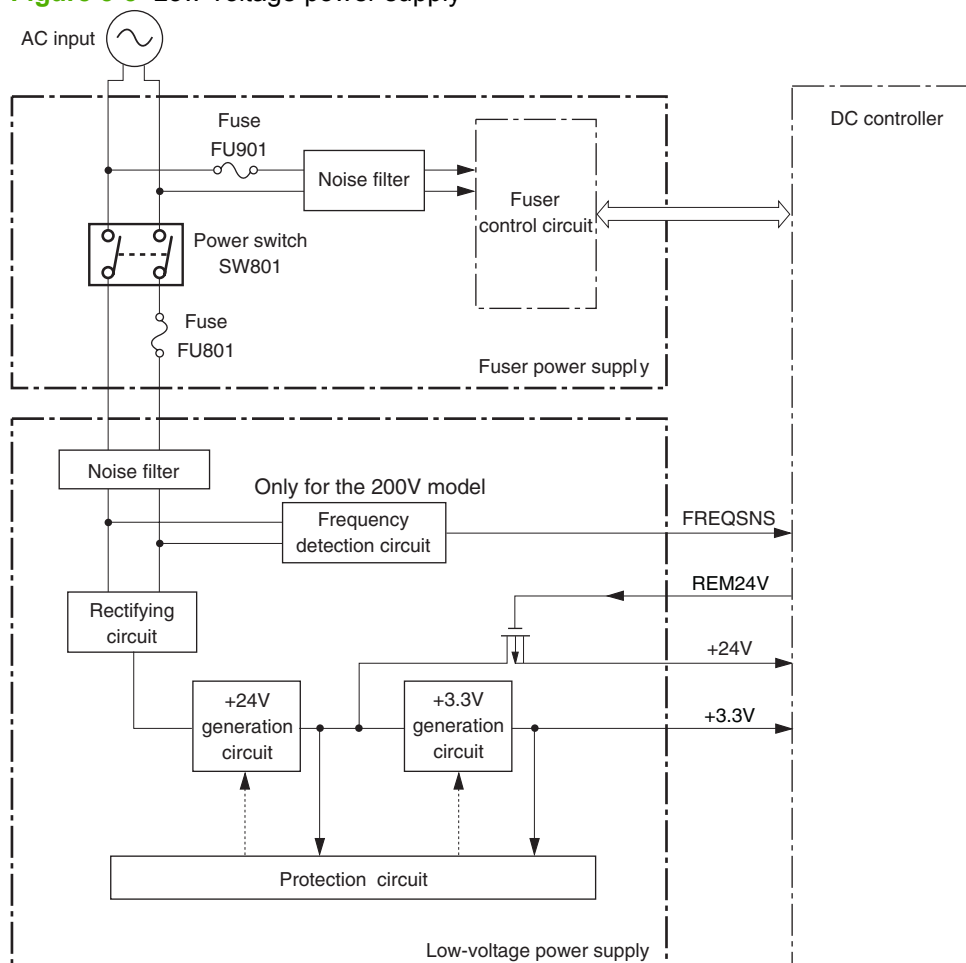 Low-voltage power supply
AC input
DC controller
Fuse
FU901
Noise filter
Fuser
control circuit
Power switch
SW801
Fuse
FU801
Fuser power supply
Noise filter
Only for the 200V model
Frequency
detection circuit
FREQSNS
REM24V
Rectifying
circuit
+24V
+24V
generation
circuit
+3.3V
generation
circuit
+3.3V
Protection circuit
Low-voltage power supply